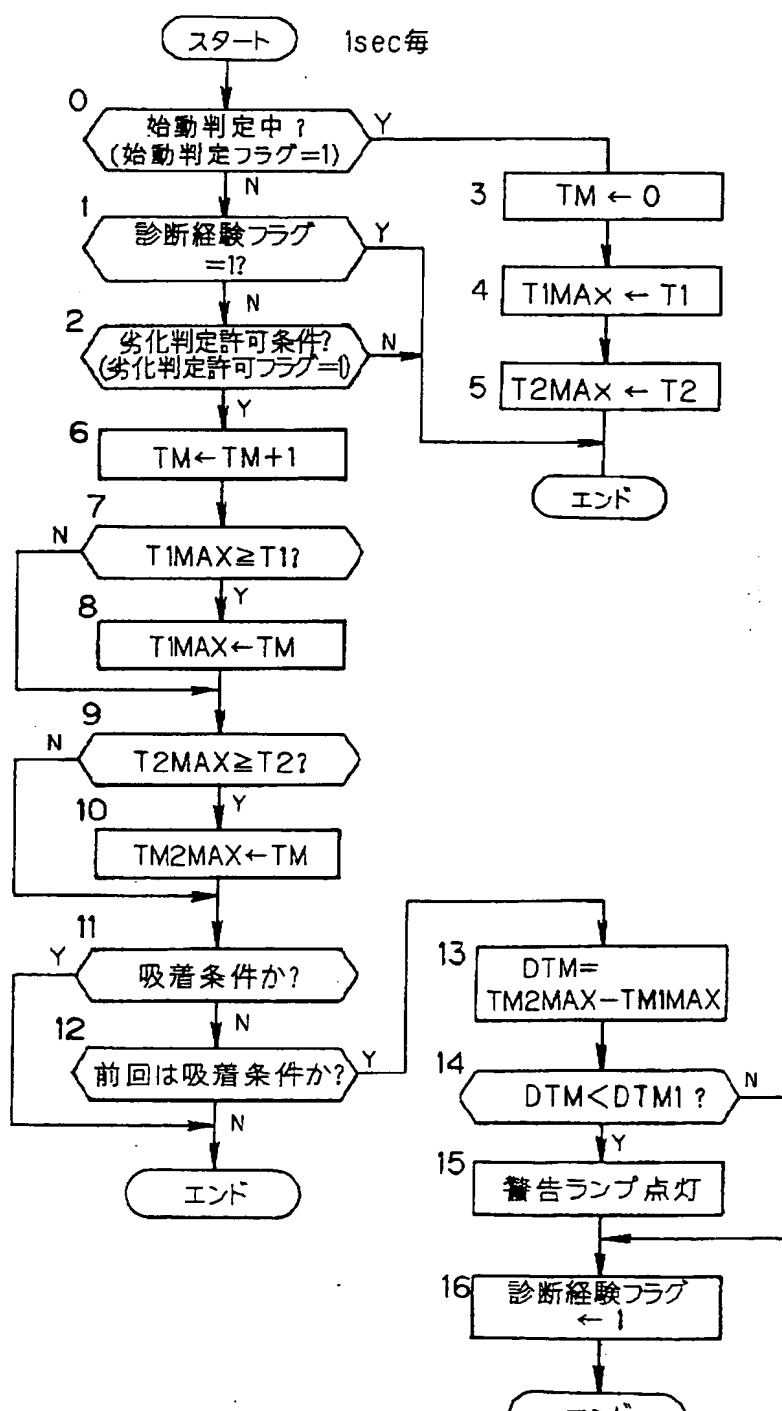 スタート
1sec毎
0
始動判定中?
(始動判定フラグ=1)
Y
N
3
TM ← 0
4
T1MAX ← T1
5
T2MAX ← T2
エンド
1
診断経験フラグ
=1?
Y
N
2
劣化判定許可条件?
(劣化判定許可フラグ=1)
N
Y
6
TM←TM+1
7
N
T1MAX≧T1?
Y
8
T1MAX←TM
9
N
T2MAX≧T2?
Y
10
TM2MAX←TM
11
Y
吸着条件か?
N
12
前回は吸着条件か?
Y
N
エンド
13
DTM=
TM2MAX-TM1MAX
14
DTM<DTM1?
N
Y
15
警告ランプ点灯
16
診断経験フラグ
← 1
エンド